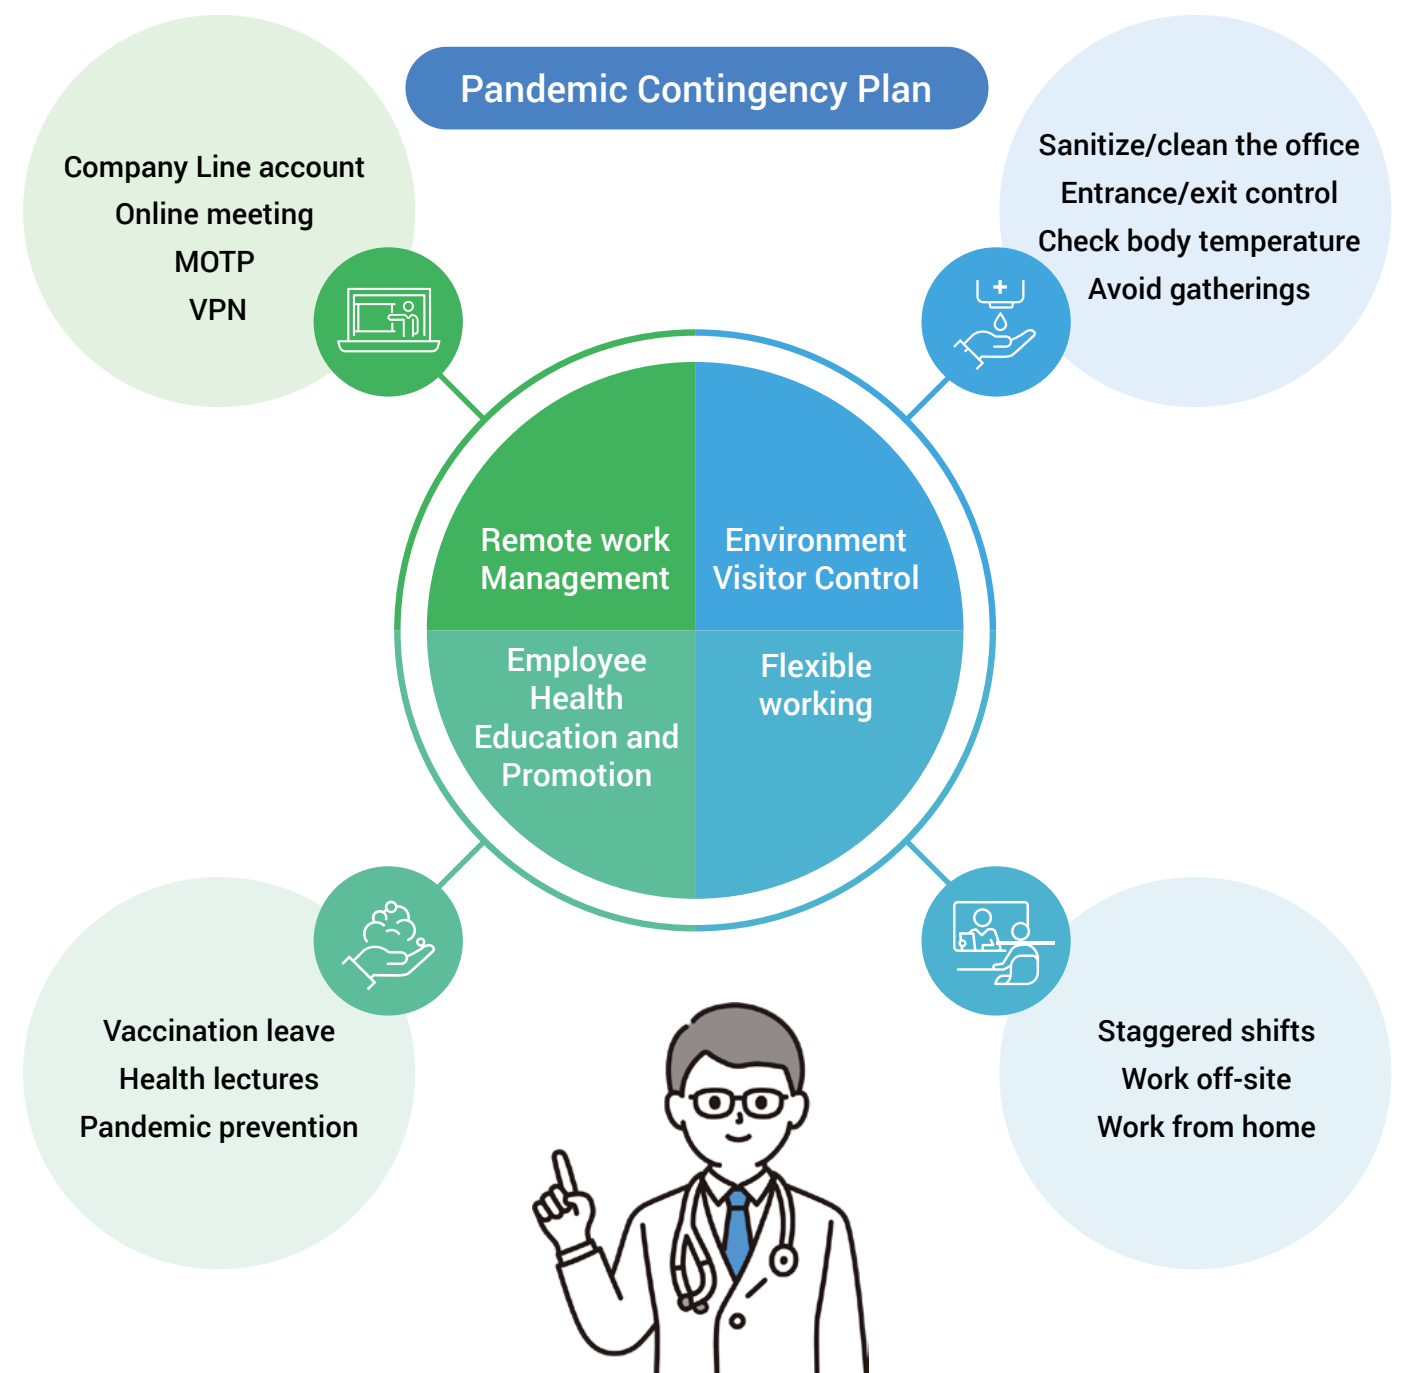 Pandemic Contingency Plan
Company Line account
Online meeting
MOTP
VPN
Sanitize/clean the office
Entrance/exit control
Check body temperature
Avoid gatherings
Remote work
Management
Environment
Visitor Control
Employee
Health
Education and
Promotion
Flexible
working
Vaccination leave
Health lectures
Pandemic prevention
Staggered shifts
Work off-site
Work from home